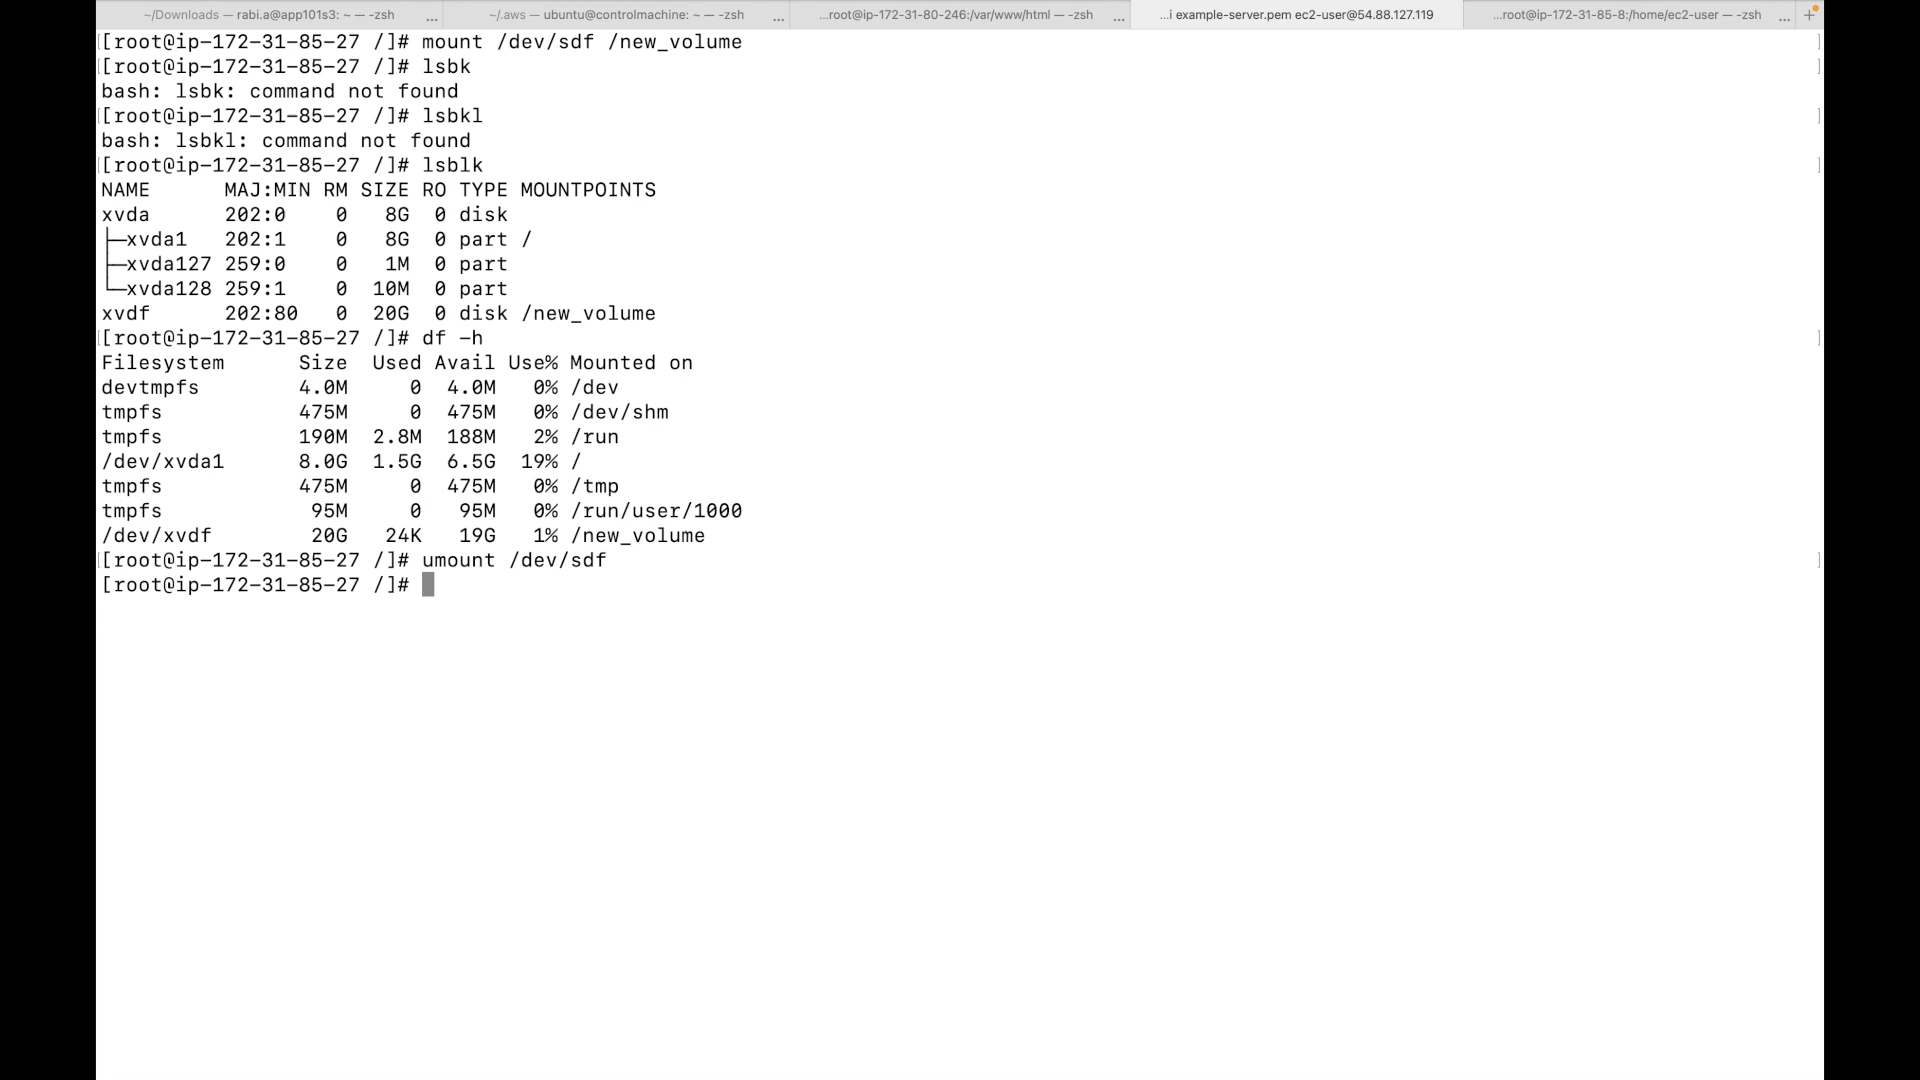 ~/Downloads — rabi.a@app101s3: ~ — -zsh ... ~/.aws — ubuntu@controlmachine: ~ — -zsh ... ...root@ip-172-31-80-246:/var/www/html — -zsh ... ...i example-server.pem ec2-user@54.88.127.119 ...root@ip-172-31-85-8:/home/ec2-user — -zsh ... +
[[root@ip-172-31-85-27 /]# mount /dev/sdf /new_volume ]
[[root@ip-172-31-85-27 /]# lsbk ]
bash: lsbk: command not found
[[root@ip-172-31-85-27 /]# lsbkl ]
bash: lsbkl: command not found
[[root@ip-172-31-85-27 /]# lsblk ]
NAME      MAJ:MIN RM SIZE RO TYPE MOUNTPOINTS
xvda      202:0    0   8G  0 disk
├─xvda1   202:1    0   8G  0 part /
├─xvda127 259:0    0   1M  0 part
└─xvda128 259:1    0  10M  0 part
xvdf      202:80   0  20G  0 disk /new_volume
[[root@ip-172-31-85-27 /]# df -h ]
Filesystem      Size  Used Avail Use% Mounted on
devtmpfs        4.0M     0  4.0M   0% /dev
tmpfs           475M     0  475M   0% /dev/shm
tmpfs           190M  2.8M  188M   2% /run
/dev/xvda1      8.0G  1.5G  6.5G  19% /
tmpfs           475M     0  475M   0% /tmp
tmpfs            95M     0   95M   0% /run/user/1000
/dev/xvdf        20G   24K   19G   1% /new_volume
[[root@ip-172-31-85-27 /]# umount /dev/sdf ]
[root@ip-172-31-85-27 /]#